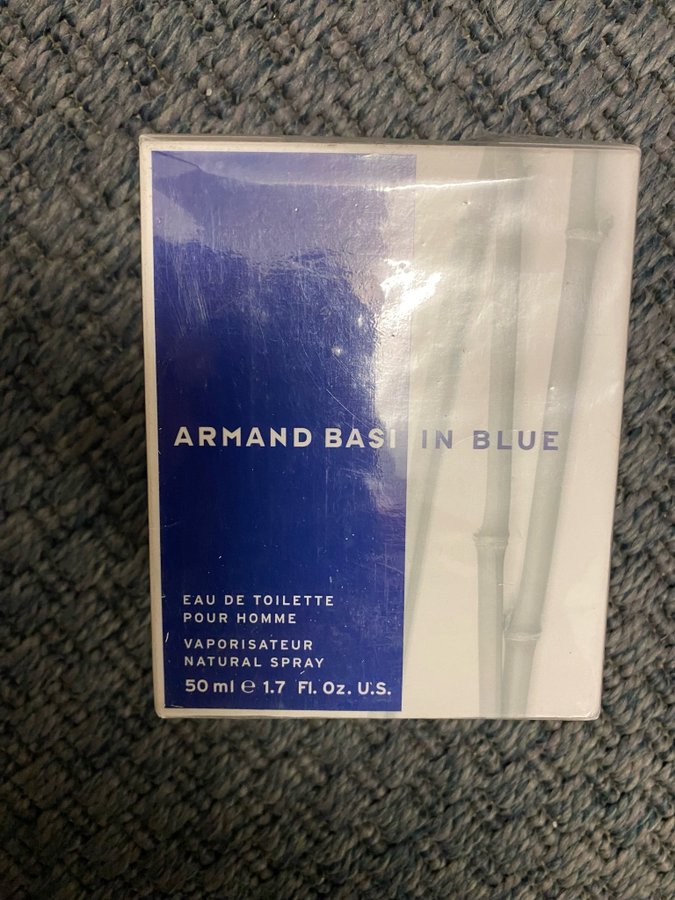 ARMAND BASI IN BLUE
EAU DE TOILETTE
POUR HOMME
VAPORISATEUR
NATURAL SPRAY
50 ml ℮ 1.7 Fl. Oz. U.S.